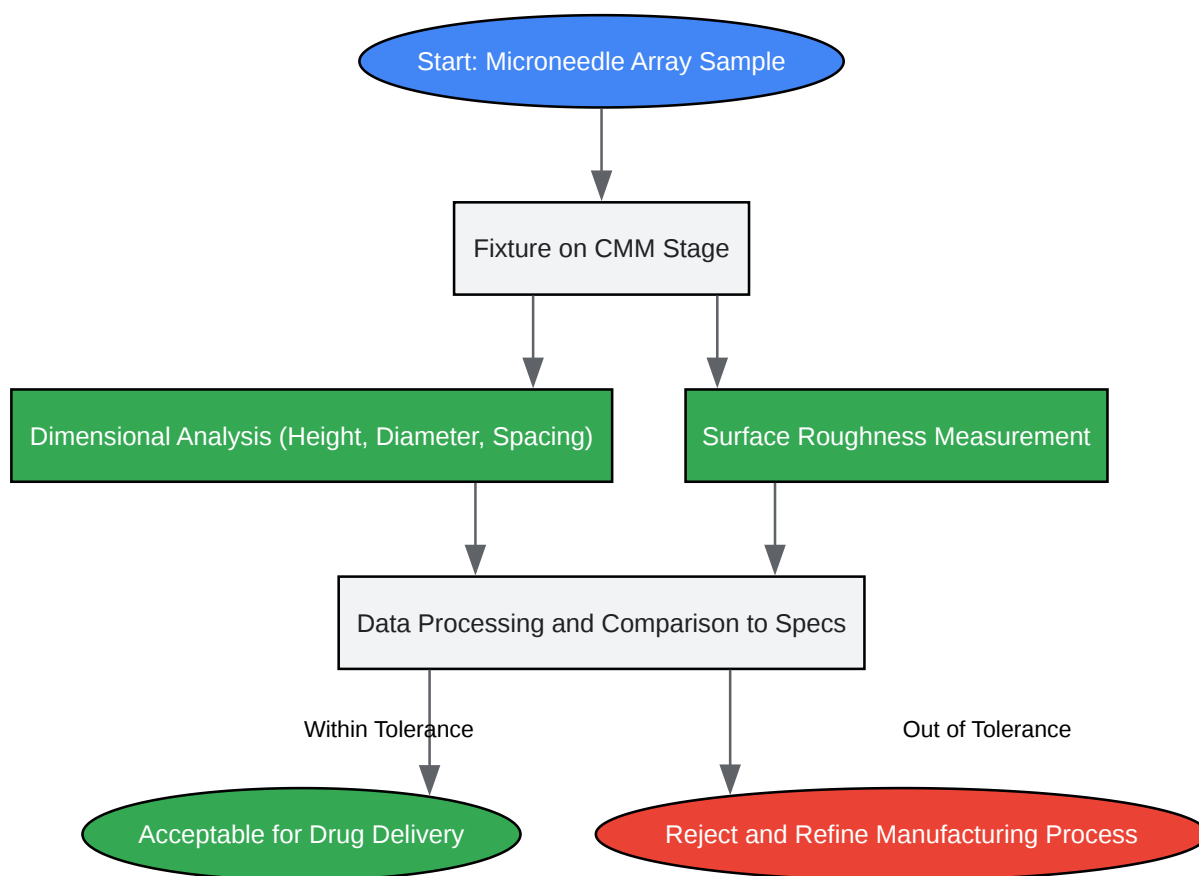 Start: Microneedle Array Sample
Fixture on CMM Stage
Dimensional Analysis (Height, Diameter, Spacing)
Surface Roughness Measurement
Data Processing and Comparison to Specs
Within Tolerance
Out of Tolerance
Acceptable for Drug Delivery
Reject and Refine Manufacturing Process